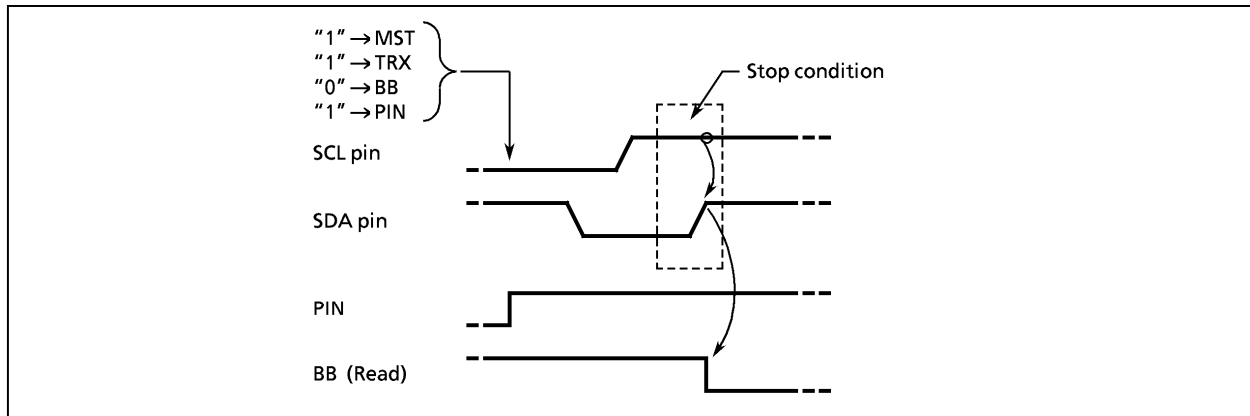 “1” → MST
“1” → TRX
“0” → BB
“1” → PIN
Stop condition
SCL pin
SDA pin
PIN
BB (Read)